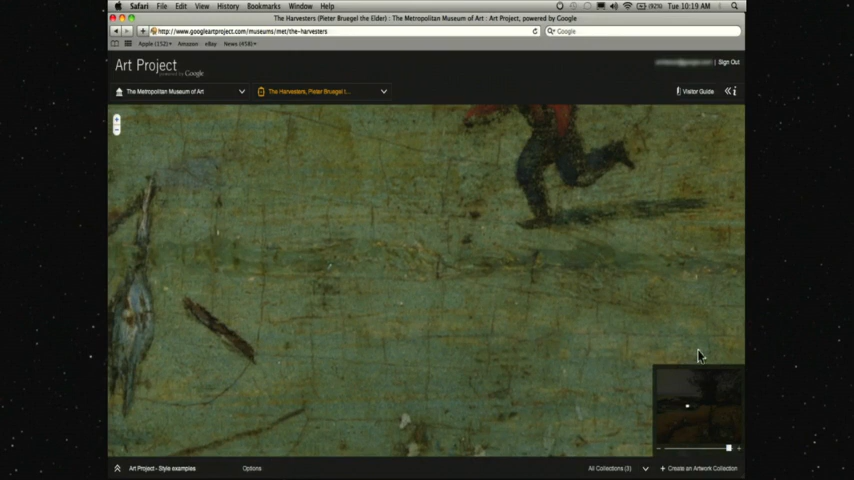 Safari File Edit View History Bookmarks Window Help (92%) Tue 10:19 AM
The Harvesters (Pieter Bruegel the Elder) : The Metropolitan Museum of Art : Art Project, powered by Google
http://www.googleartproject.com/museums/met/the-harvesters
Google
Apple (152) Amazon eBay News (458)
Art Project
powered by Google
Sign Out
The Metropolitan Museum of Art
The Harvesters, Pieter Bruegel t...
Visitor Guide
Art Project - Style examples
Options
All Collections (3)
+ Create an Artwork Collection